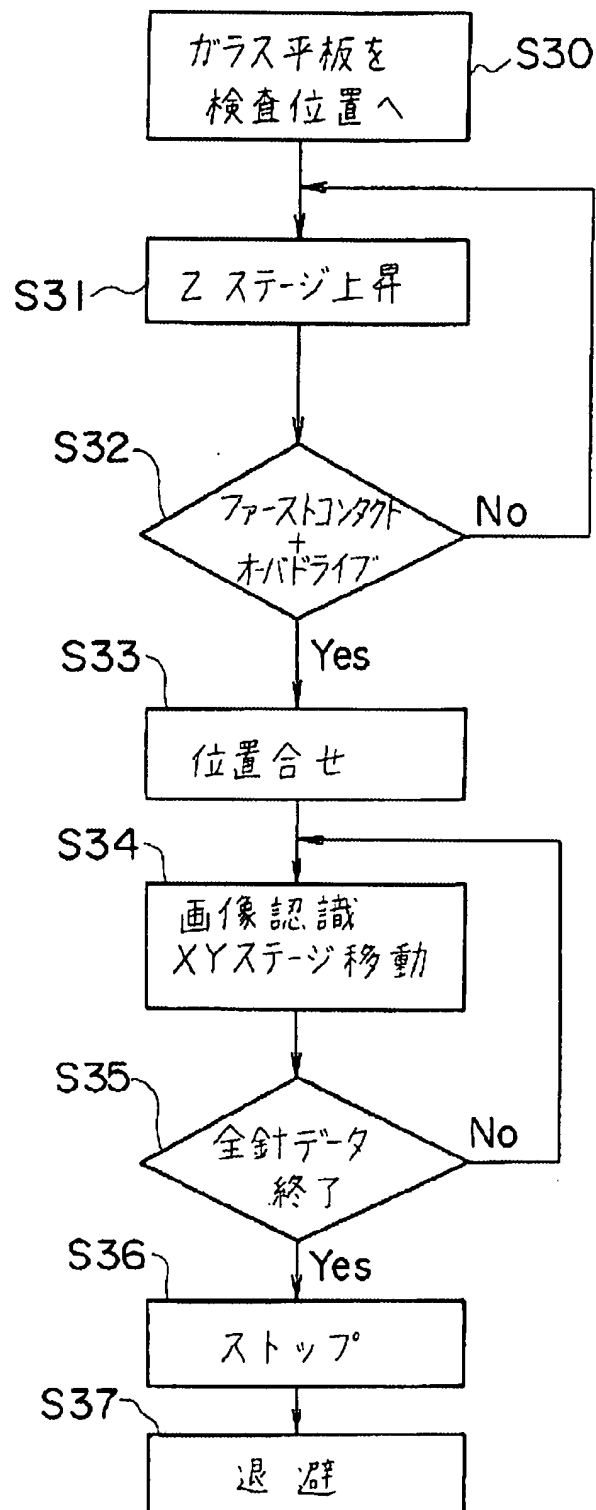 ガラス平板を
検査位置へ
S30
S31
Z ステージ上昇
S32
ファーストコンタクト
+
オーバドライブ
No
Yes
S33
位置合せ
S34
画像認識
XYステージ移動
S35
全針データ
終了
No
Yes
S36
ストップ
S37
退避